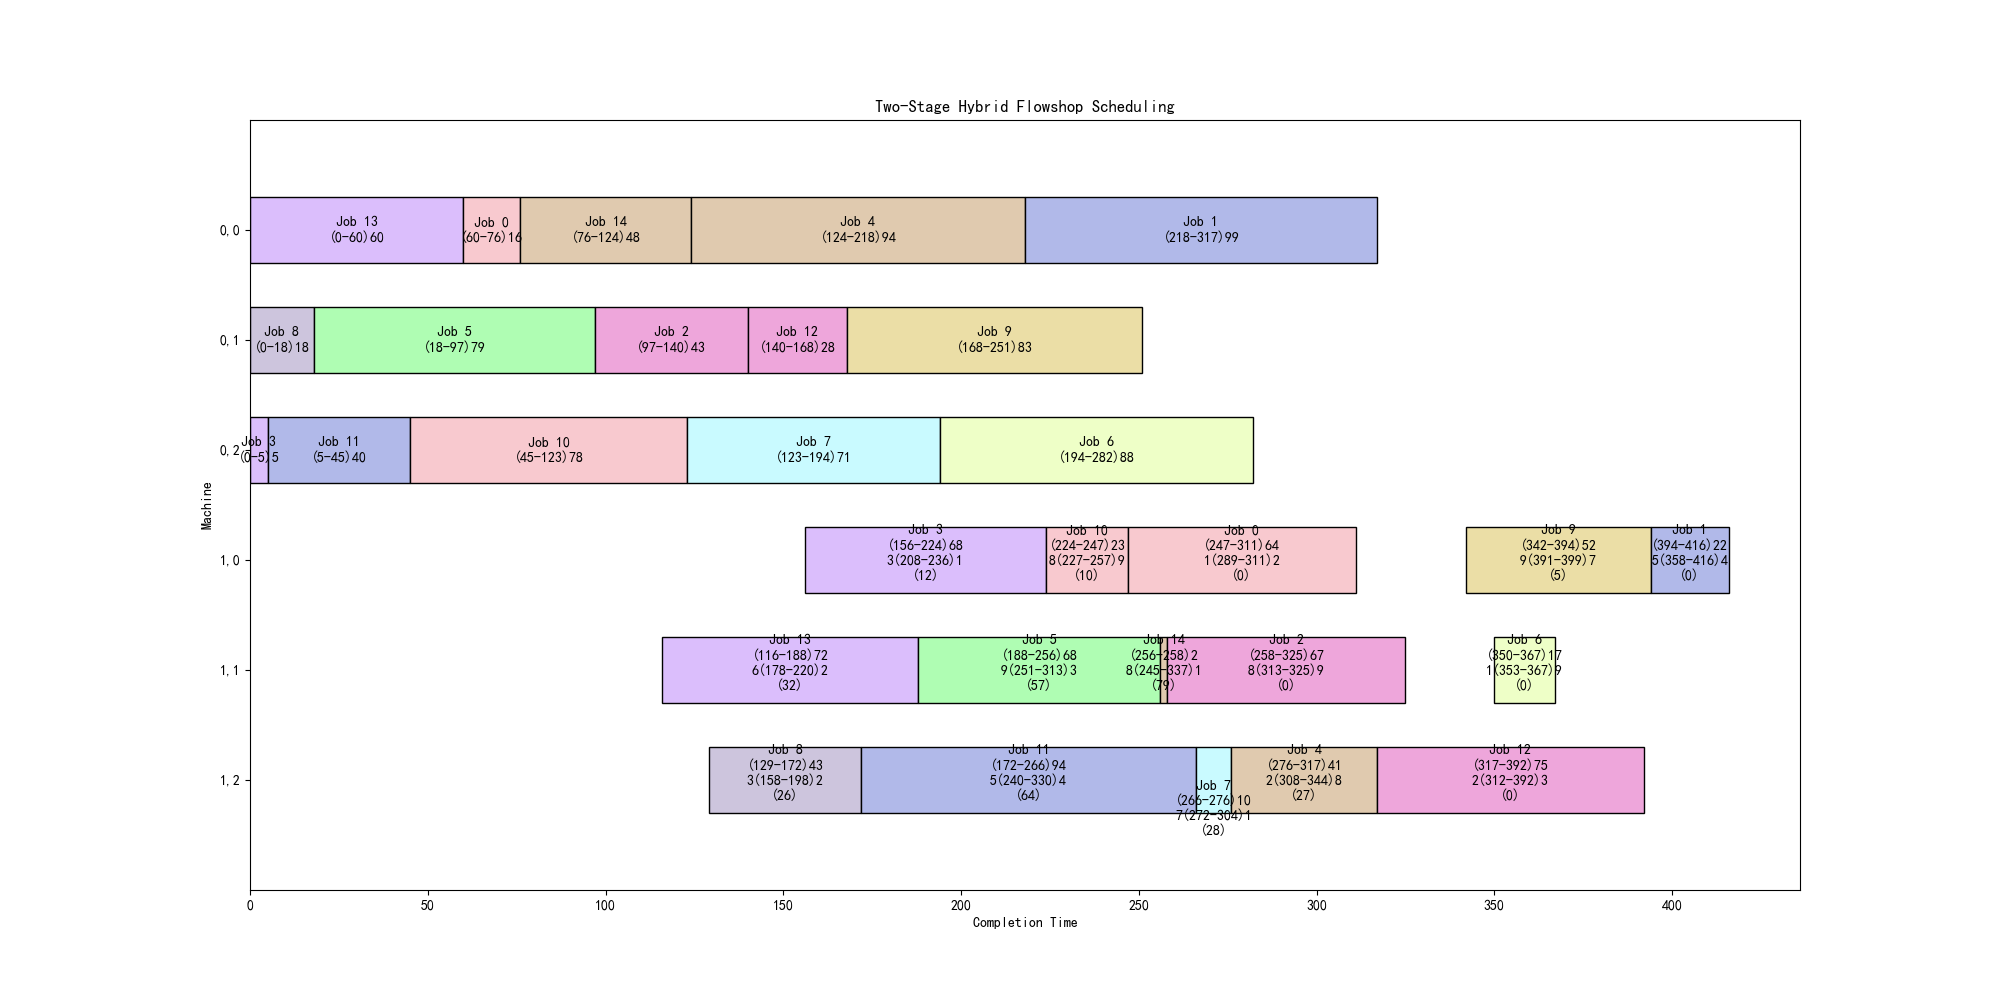 Two-Stage Hybrid Flowshop Scheduling
Machine
0,0
Job 13
(0-60)60
Job 0
(60-76)16
Job 14
(76-124)48
Job 4
(124-218)94
Job 1
(218-317)99
0,1
Job 8
(0-18)18
Job 5
(18-97)79
Job 2
(97-140)43
Job 12
(140-168)28
Job 9
(168-251)83
0,2
Job 3
(0-5)5
Job 11
(5-45)40
Job 10
(45-123)78
Job 7
(123-194)71
Job 6
(194-282)88
1,0
Job 3
(156-224)68
3(208-236)1
(12)
Job 10
(224-247)23
8(227-257)9
(10)
Job 0
(247-311)64
1(289-311)2
(0)
Job 9
(342-394)52
9(391-399)7
(5)
Job 1
(394-416)22
5(358-416)4
(0)
1,1
Job 13
(116-188)72
6(178-220)2
(32)
Job 5
(188-256)68
9(251-313)3
(57)
Job 14
(256-258)2
8(245-337)1
(79)
Job 2
(258-325)67
8(313-325)9
(0)
Job 6
(350-367)17
1(353-367)9
(0)
1,2
Job 8
(129-172)43
3(158-198)2
(26)
Job 11
(172-266)94
5(240-330)4
(64)
Job 7
(266-276)10
7(272-304)1
(28)
Job 4
(276-317)41
2(308-344)8
(27)
Job 12
(317-392)75
2(312-392)3
(0)
0
50
100
150
200
250
300
350
400
Completion Time